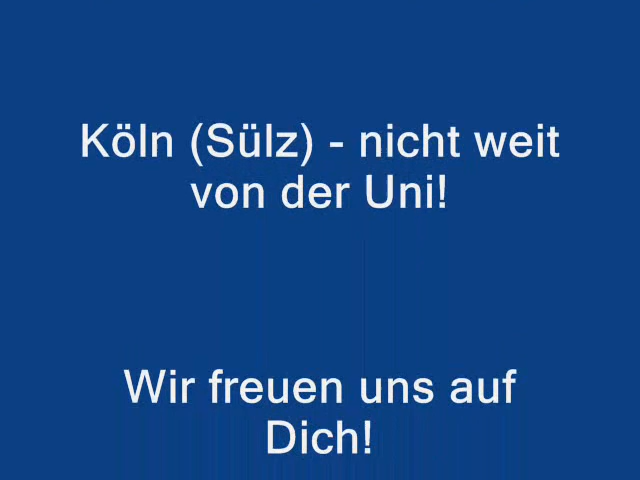 Köln (Sülz) - nicht weit
von der Uni!
Wir freuen uns auf
Dich!